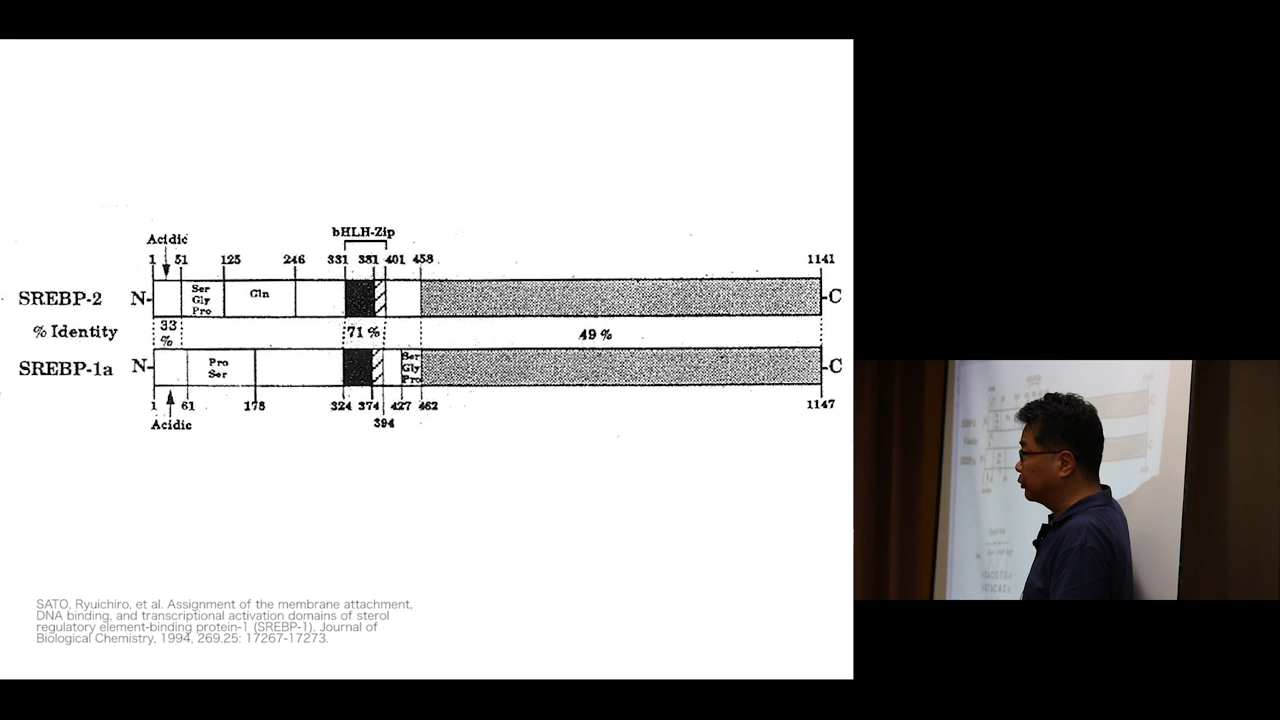 bHLH-Zip
Acidic
1 51 125 246 331 381 401 458 1141
SREBP-2 N- Ser Gly Pro Gln -C
% Identity 33 % 71 % 49 %
SREBP-1a N- Pro Ser Ser Gly Pro -C
1 61 178 324 374 427 462 1147
394
Acidic
SATO, Ryuichiro, et al. Assignment of the membrane attachment,
DNA binding, and transcriptional activation domains of sterol
regulatory element-binding protein-1 (SREBP-1). Journal of
Biological Chemistry, 1994, 269.25: 17267-17273.